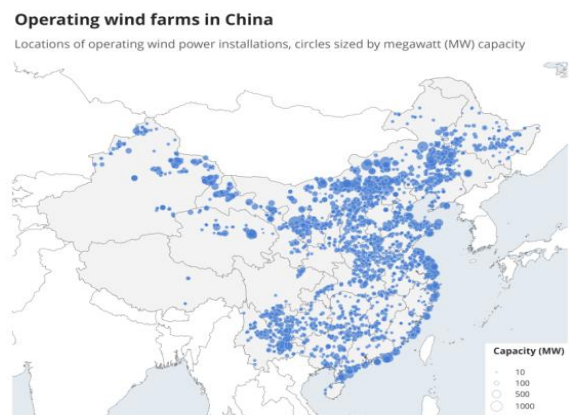 Operating wind farms in China
Locations of operating wind power installations, circles sized by megawatt (MW) capacity
Capacity (MW)
10
100
500
1000